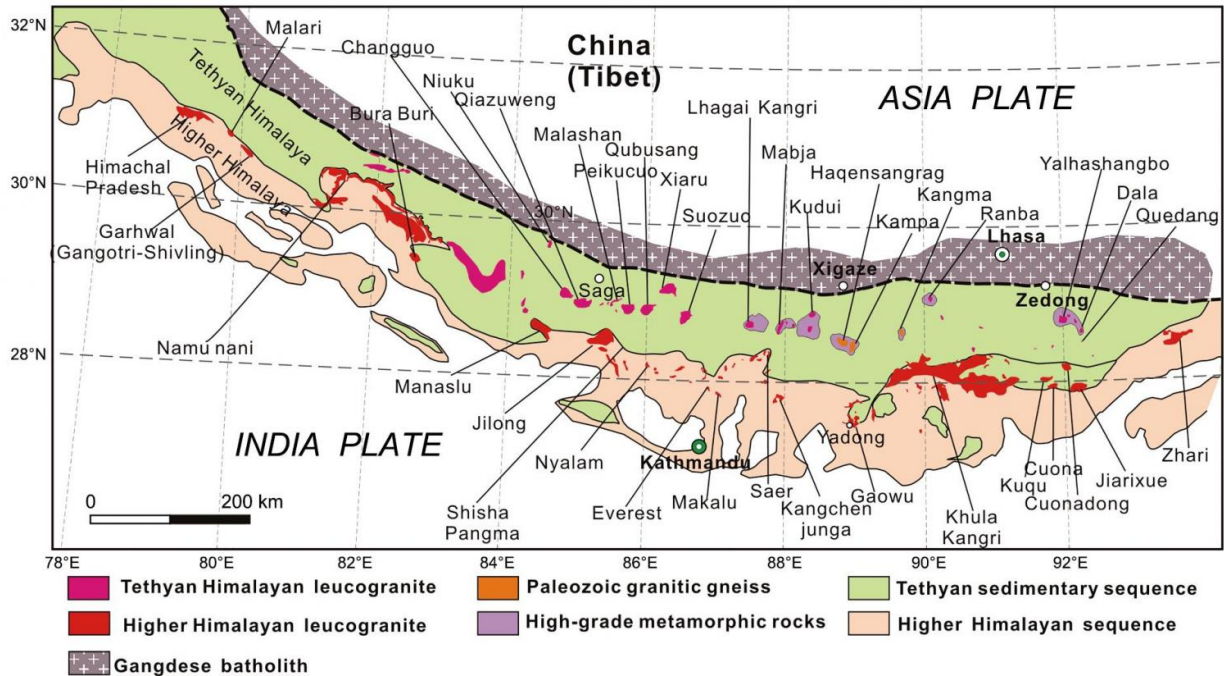 32°N
30°N
28°N
Malari
Changguo
Niuku
Qiazuweng
Bura Buri
China
(Tibet)
ASIA PLATE
Tethyan Himalaya
Higher Himalaya
Himachal
Pradesh
Garhwal
(Gangotri-Shivling)
Namu nani
Malashan
Peikucuo
Qubusang
Xiaru
Suozuo
30°N
Saga
Lhagai Kangri
Mabja
Kudui
Haqensangrag
Kampa
Kangma
Ranba
Lhasa
Xigaze
Zedong
Yalhashangbo
Dala
Quedang
Manaslu
Jilong
INDIA PLATE
Nyalam
Shisha
Pangma
Kathmandu
Everest
Makalu
Saer
Kangchen
junga
Yadong
Gaowu
Khula
Kangri
Kuqu
Cuona
Cuonadong
Jiarixue
Zhari
0 200 km
78°E 80°E 82°E 84°E 86°E 88°E 90°E 92°E
Tethyan Himalayan leucogranite
Paleozoic granitic gneiss
Tethyan sedimentary sequence
Higher Himalayan leucogranite
High-grade metamorphic rocks
Higher Himalayan sequence
Gangdese batholith